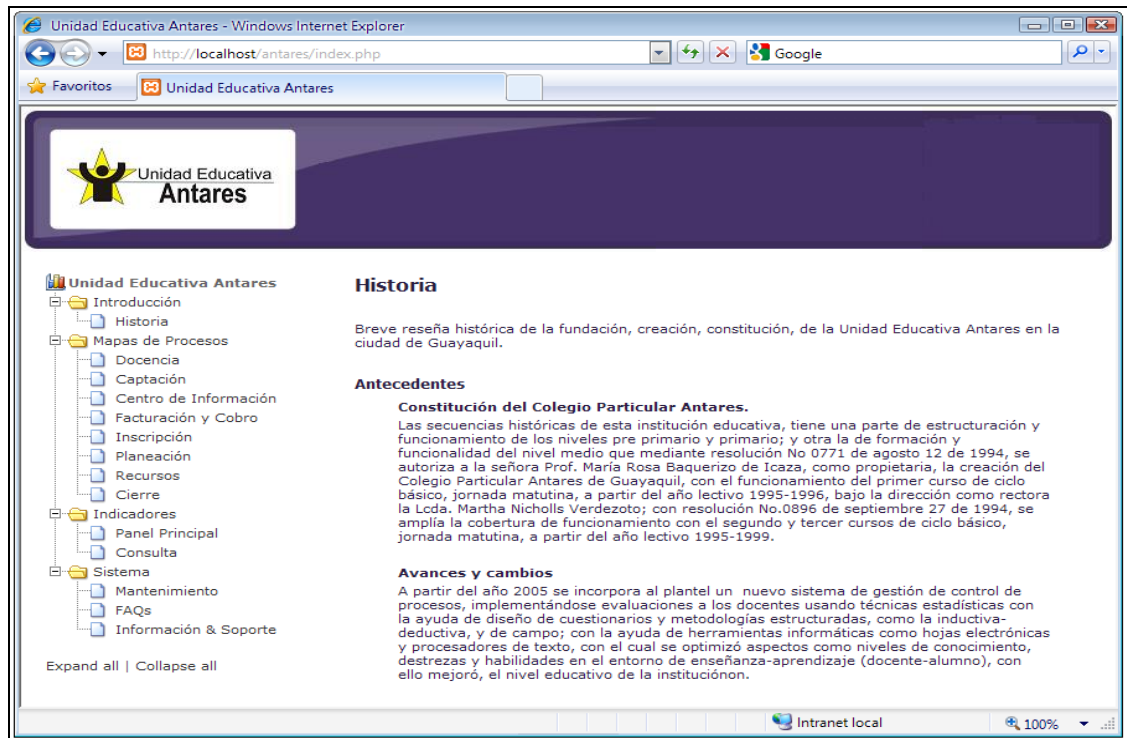 Unidad Educativa Antares - Windows Internet Explorer
http://localhost/antares/index.php
Google
Favoritos
Unidad Educativa Antares
Unidad Educativa
Antares
Unidad Educativa Antares
Introducción
Historia
Mapas de Procesos
Docencia
Captación
Centro de Información
Facturación y Cobro
Inscripción
Planeación
Recursos
Cierre
Indicadores
Panel Principal
Consulta
Sistema
Mantenimiento
FAQs
Información & Soporte
Expand all | Collapse all
Historia
Breve reseña histórica de la fundación, creación, constitución, de la Unidad Educativa Antares en la
ciudad de Guayaquil.
Antecedentes
Constitución del Colegio Particular Antares.
Las secuencias históricas de esta institución educativa, tiene una parte de estructuración y
funcionamiento de los niveles pre primario y primario; y otra la de formación y
funcionalidad del nivel medio que mediante resolución No 0771 de agosto 12 de 1994, se
autoriza a la señora Prof. María Rosa Baquerizo de Icaza, como propietaria, la creación del
Colegio Particular Antares de Guayaquil, con el funcionamiento del primer curso de ciclo
básico, jornada matutina, a partir del año lectivo 1995-1996, bajo la dirección como rectora
la Lcda. Martha Nicholls Verdezoto; con resolución No.0896 de septiembre 27 de 1994, se
amplía la cobertura de funcionamiento con el segundo y tercer cursos de ciclo básico,
jornada matutina, a partir del año lectivo 1995-1999.
Avances y cambios
A partir del año 2005 se incorpora al plantel un nuevo sistema de gestión de control de
procesos, implementándose evaluaciones a los docentes usando técnicas estadísticas con
la ayuda de diseño de cuestionarios y metodologías estructuradas, como la inductiva-
deductiva, y de campo; con la ayuda de herramientas informáticas como hojas electrónicas
y procesadores de texto, con el cual se optimizó aspectos como niveles de conocimiento,
destrezas y habilidades en el entorno de enseñanza-aprendizaje (docente-alumno), con
ello mejoró, el nivel educativo de la instituciónon.
Intranet local
100%